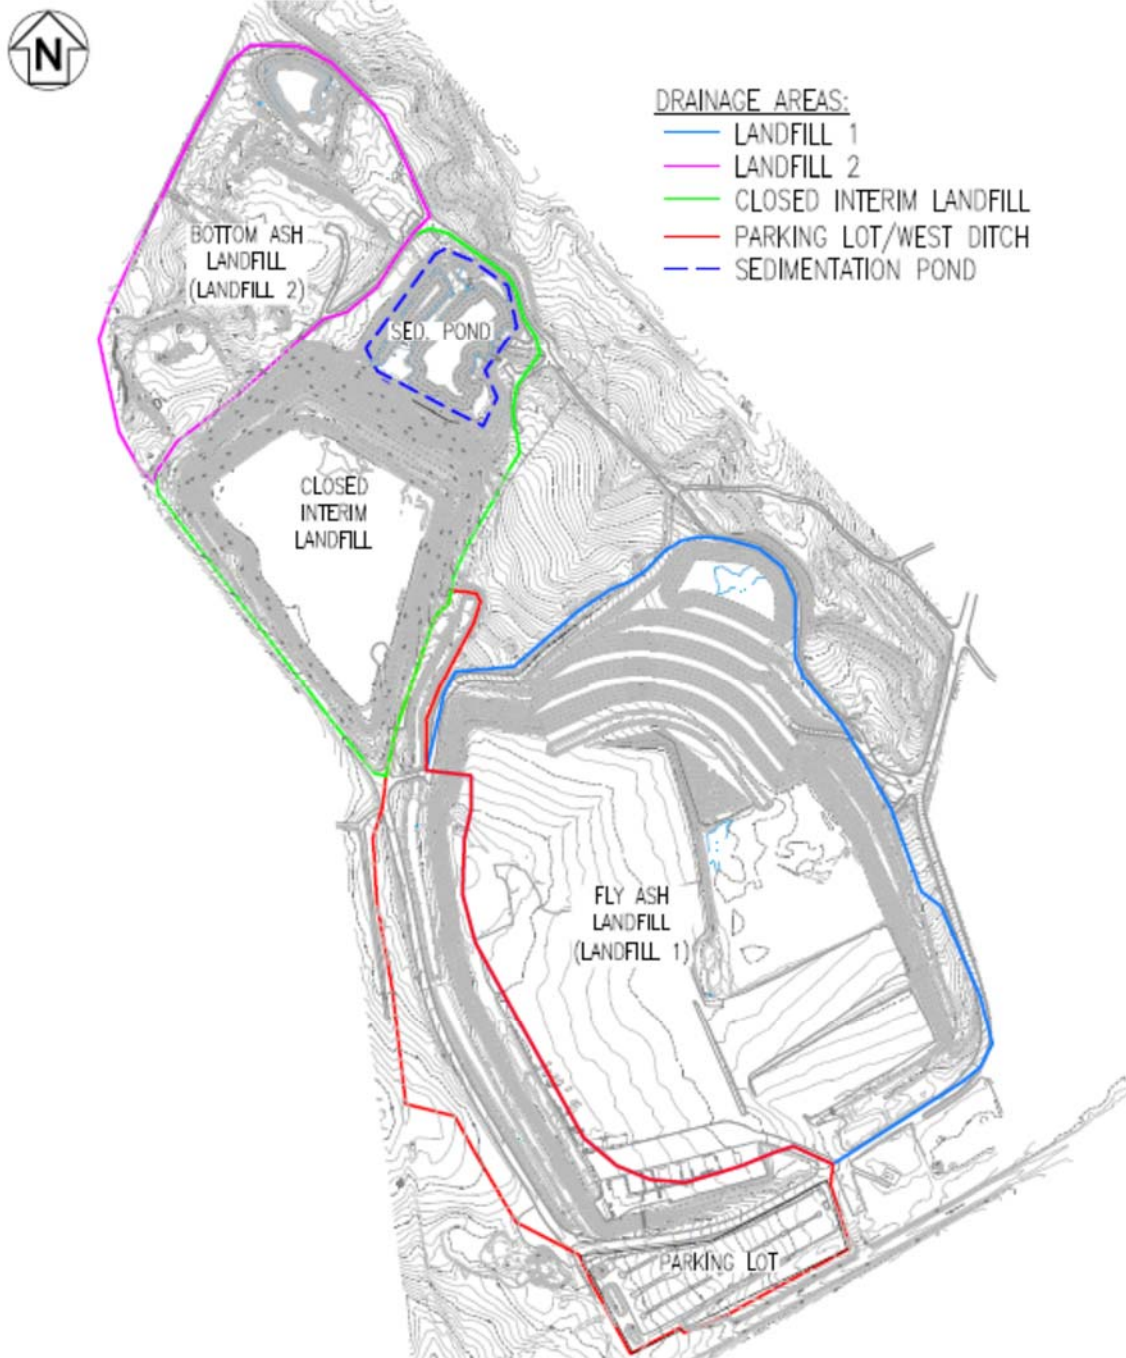 N
DRAINAGE AREAS:
LANDFILL 1
LANDFILL 2
CLOSED INTERIM LANDFILL
PARKING LOT/WEST DITCH
SEDIMENTATION POND
BOTTOM ASH
LANDFILL
(LANDFILL 2)
SED. POND
CLOSED
INTERIM
LANDFILL
FLY ASH
LANDFILL
(LANDFILL 1)
PARKING LOT